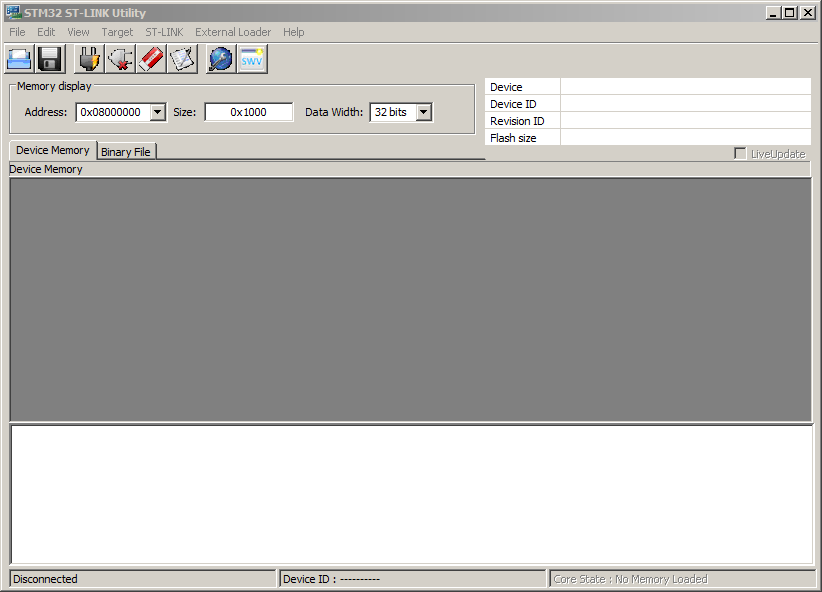 STM32 ST-LINK Utility
File Edit View Target ST-LINK External Loader Help
SWV
Memory display
Address: 0x08000000 Size: 0x1000 Data Width: 32 bits
Device
Device ID
Revision ID
Flash size
Device Memory Binary File
LiveUpdate
Device Memory
Disconnected
Device ID : ----------
Core State : No Memory Loaded